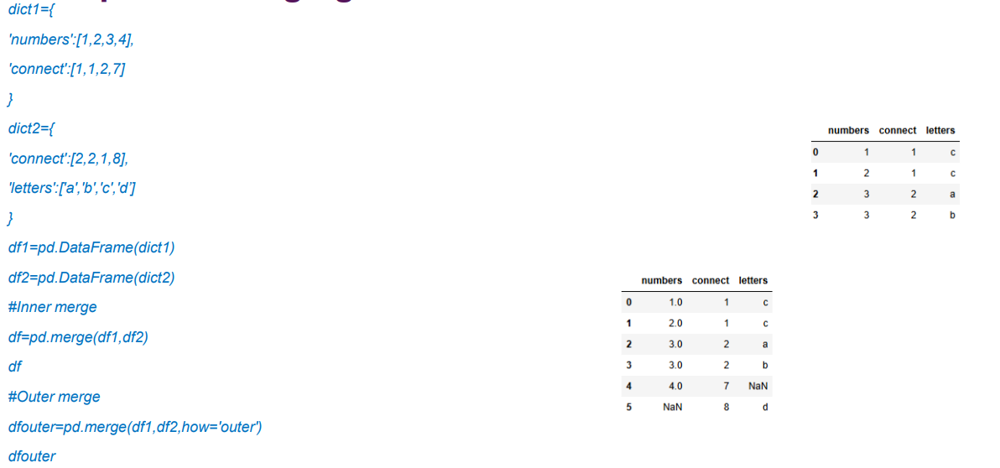 dict1={
'numbers':[1,2,3,4],
'connect':[1,1,2,7]
}
dict2={
'connect':[2,2,1,8],
'letters':['a','b','c','d']
}
df1=pd.DataFrame(dict1)
df2=pd.DataFrame(dict2)
#Inner merge
df=pd.merge(df1,df2)
df
#Outer merge
dfouter=pd.merge(df1,df2,how='outer')
dfouter
numbers connect letters
0 1 1 c
1 2 1 c
2 3 2 a
3 3 2 b
numbers connect letters
0 1.0 1 c
1 2.0 1 c
2 3.0 2 a
3 3.0 2 b
4 4.0 7 NaN
5 NaN 8 d